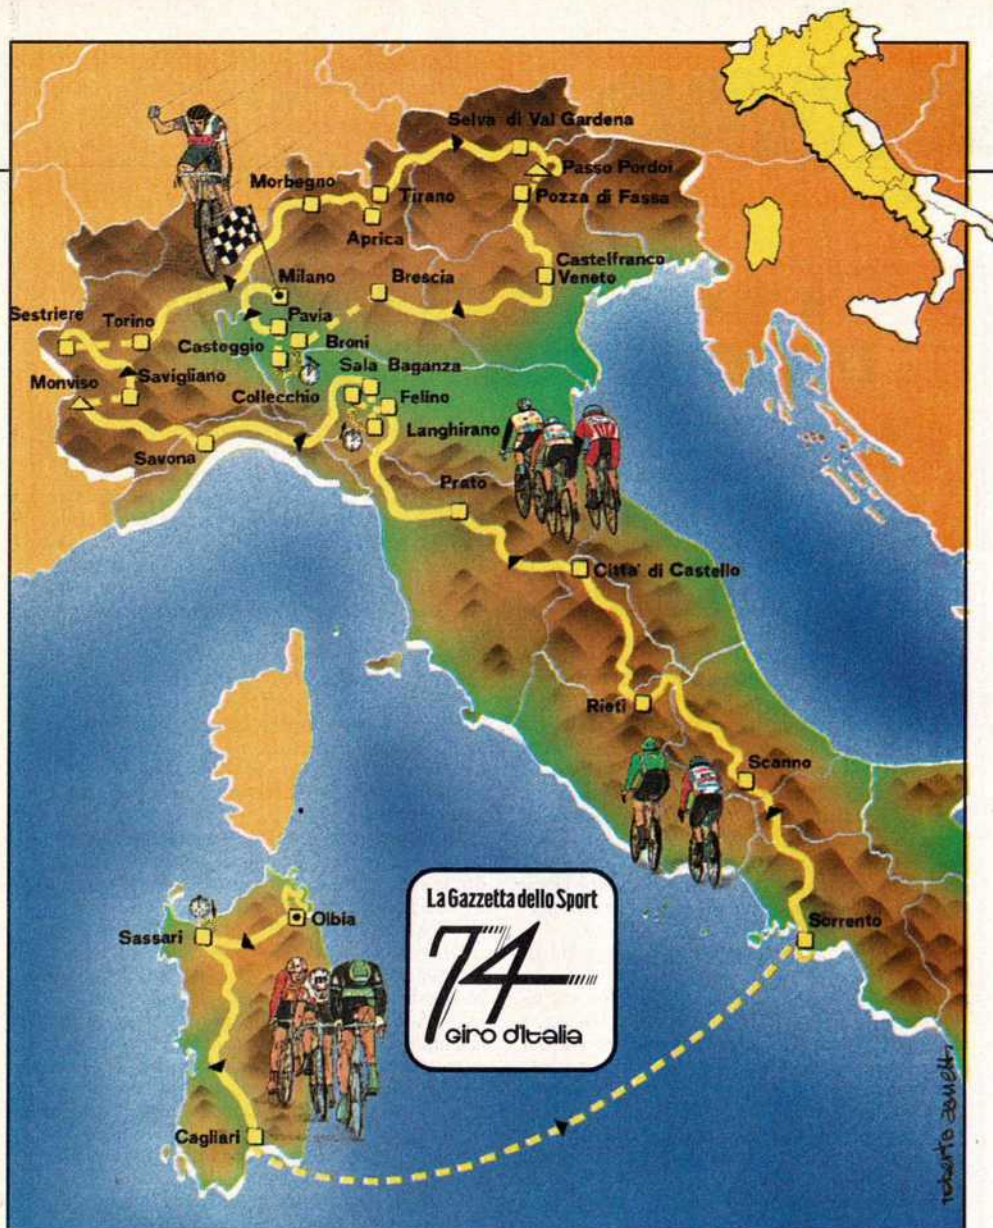 Selva di Val Gardena
Passo Pordoi
Morbegno
Tirano
Pozza di Fassa
Aprica
Castelfranco
Veneto
Milano
Brescia
Sestriere
Torino
Pavia
Casteggio
Broni
Monviso
Savigliano
Sala Baganza
Collecchio
Felino
Savona
Langhirano
Prato
Citta' di Castello
Rieti
Scanno
La Gazzetta dello Sport
74
Giro d'Italia
Olbia
Sassari
Sorrento
Cagliari
roberto zanetti